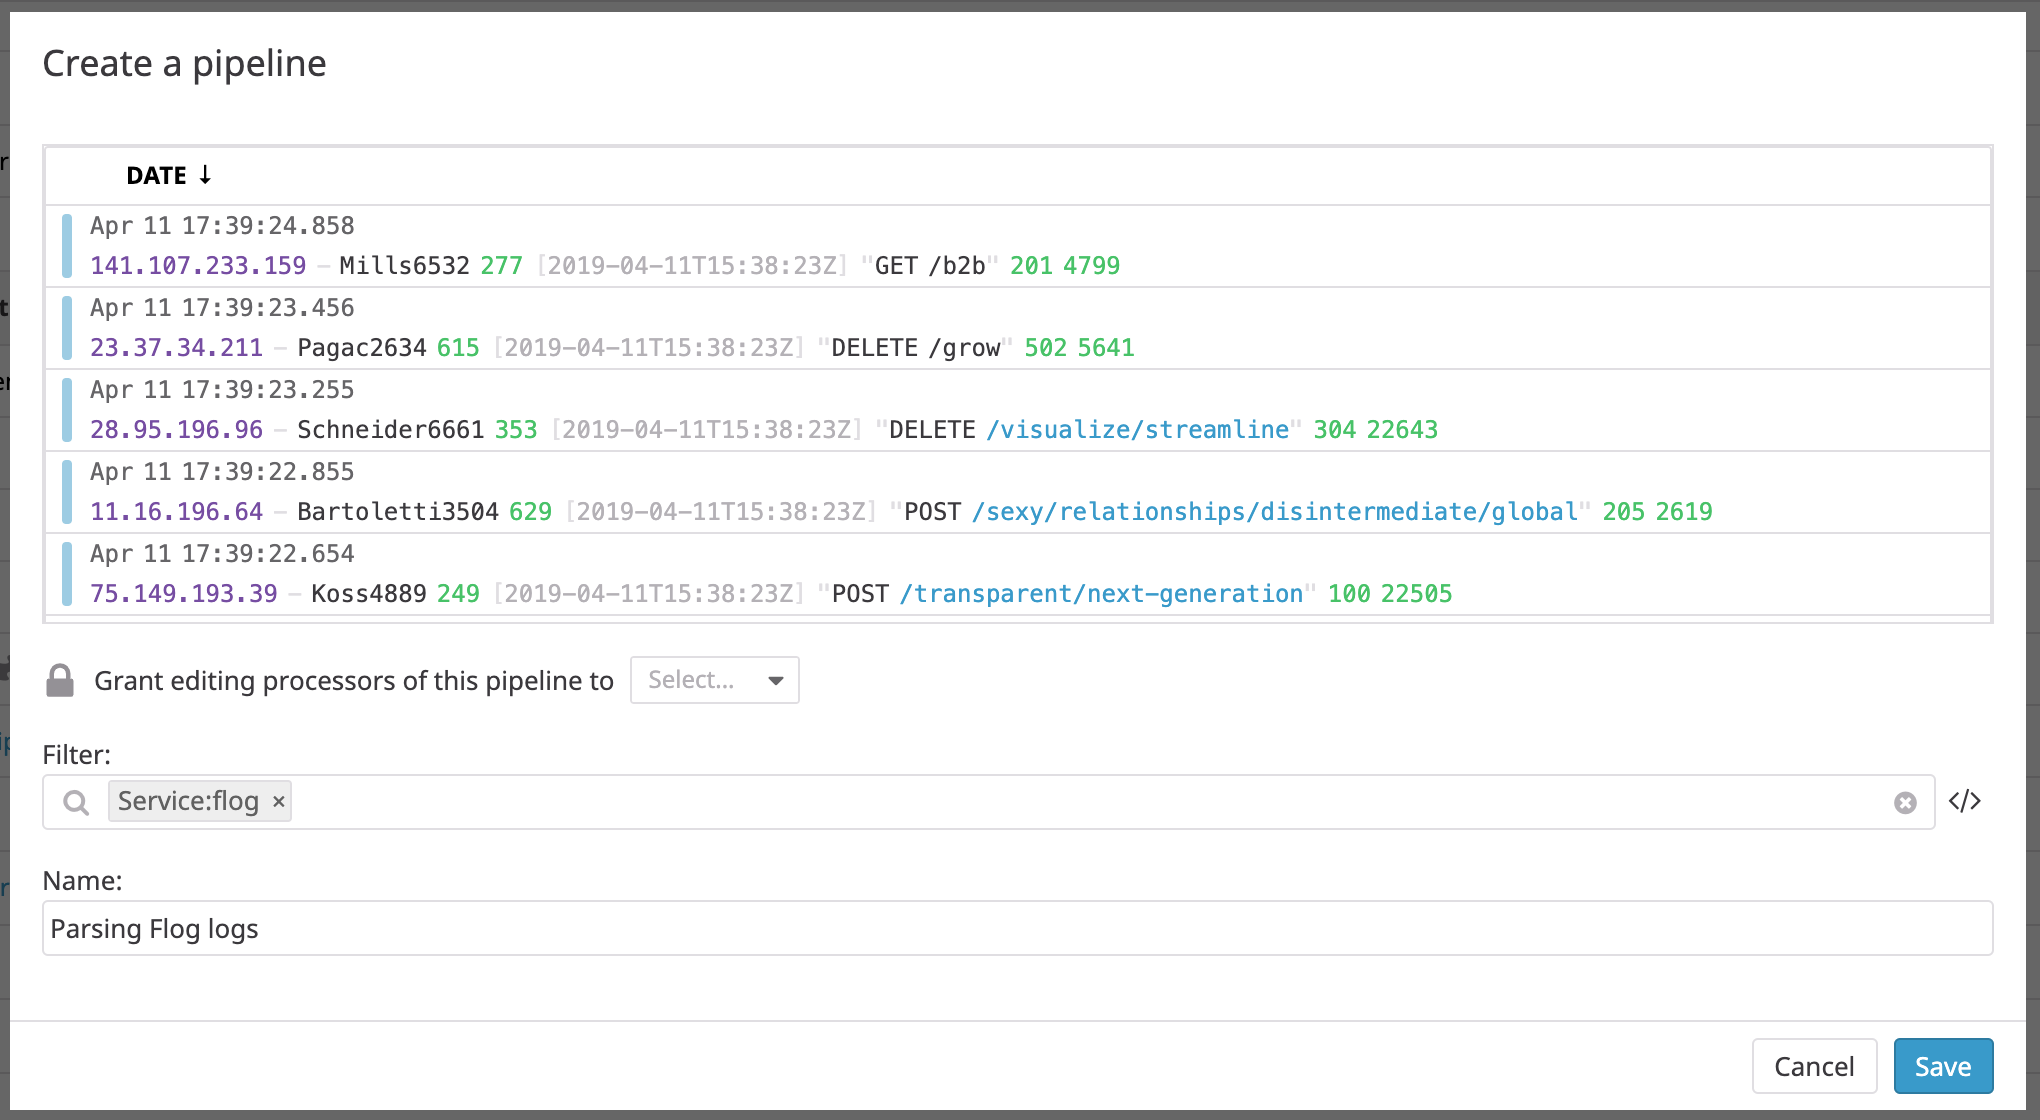 Create a pipeline
DATE ↓
Apr 11 17:39:24.858
141.107.233.159 – Mills6532 277 [2019-04-11T15:38:23Z] "GET /b2b" 201 4799
Apr 11 17:39:23.456
23.37.34.211 – Pagac2634 615 [2019-04-11T15:38:23Z] "DELETE /grow" 502 5641
Apr 11 17:39:23.255
28.95.196.96 – Schneider6661 353 [2019-04-11T15:38:23Z] "DELETE /visualize/streamline" 304 22643
Apr 11 17:39:22.855
11.16.196.64 – Bartoletti3504 629 [2019-04-11T15:38:23Z] "POST /sexy/relationships/disintermediate/global" 205 2619
Apr 11 17:39:22.654
75.149.193.39 – Koss4889 249 [2019-04-11T15:38:23Z] "POST /transparent/next-generation" 100 22505
Grant editing processors of this pipeline to Select...
Filter:
Service:flog × </>
Name:
Parsing Flog logs
Cancel Save